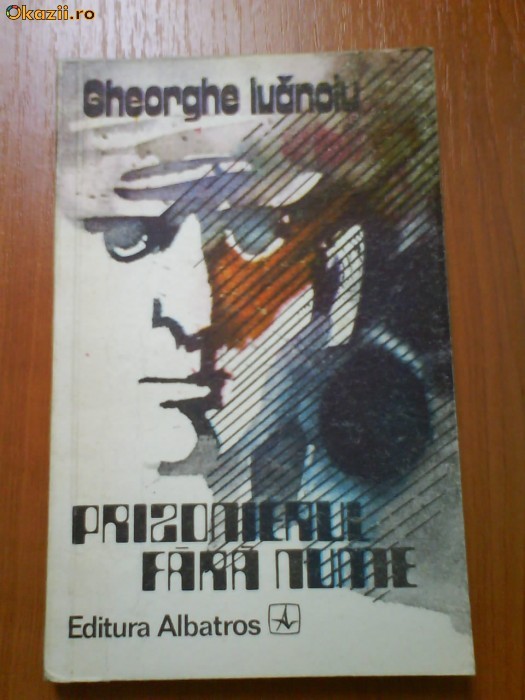 Okazii.ro
Gheorghe Ivănoiu
PRIZONIERUL
FĂRĂ NUME
Editura Albatros